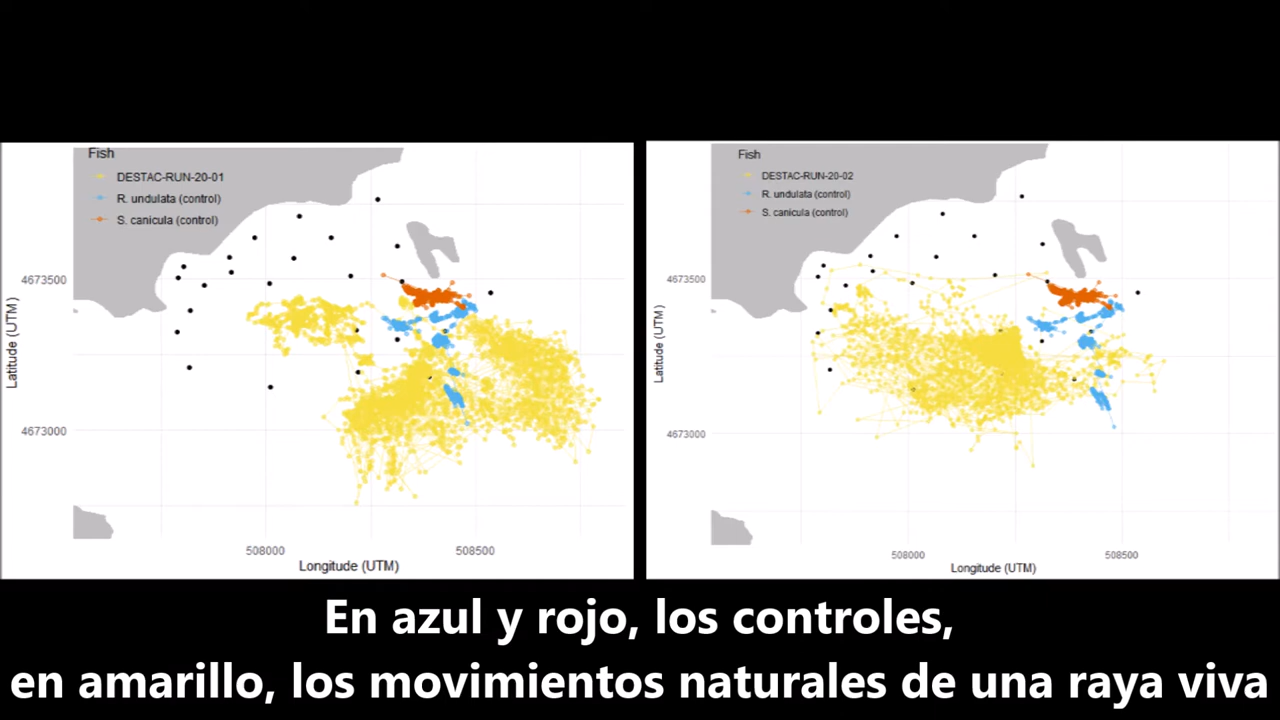 Fish
DESTAC-RUN-20-01
R. undulata (control)
S. canicula (control)
4673500
4673000
Latitude (UTM)
508000
508500
Longitude (UTM)
Fish
DESTAC-RUN-20-02
R. undulata (control)
S. canicula (control)
4673500
4673000
Latitude (UTM)
508000
508500
Longitude (UTM)
En azul y rojo, los controles,
en amarillo, los movimientos naturales de una raya viva